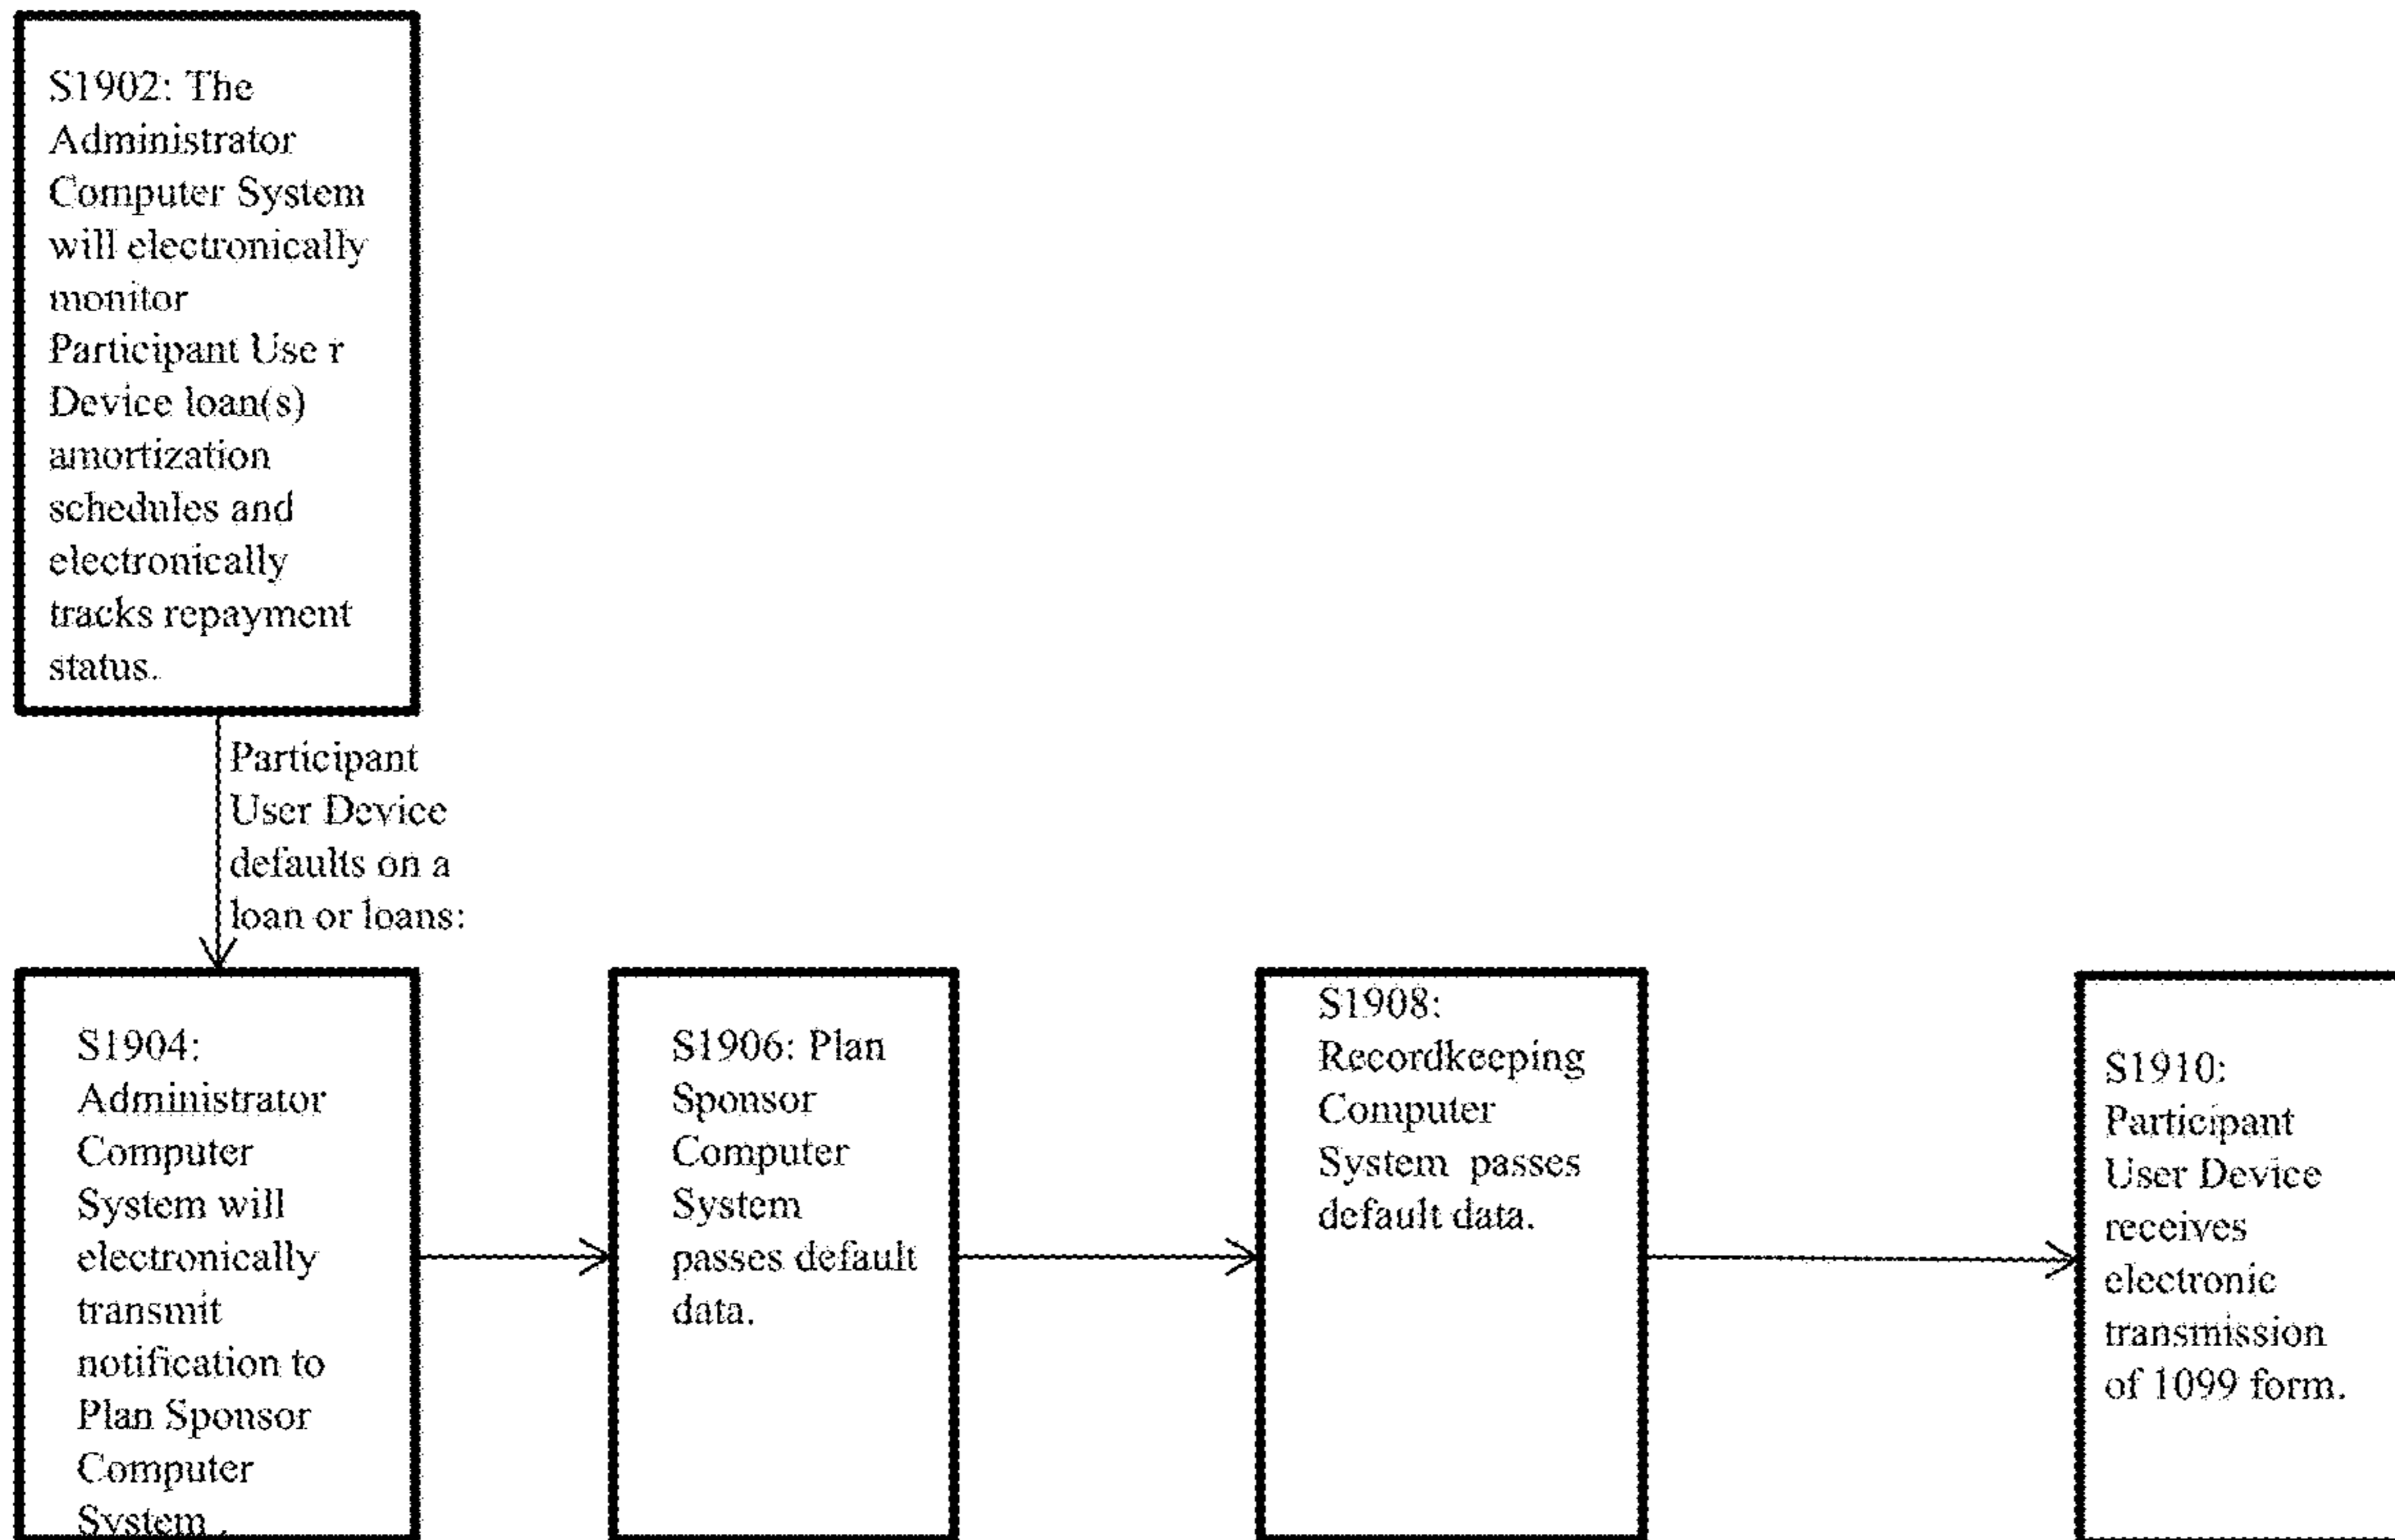 S1902: The
Administrator
Computer System
will electronically
monitor
Participant Use r
Device loan(s)
amortization
schedules and
electronically
tracks repayment
status.
Participant
User Device
defaults on a
loan or loans:
S1904:
Administrator
Computer
System will
electronically
transmit
notification to
Plan Sponsor
Computer
System .
S1906: Plan
Sponsor
Computer
System
passes default
data.
S1908:
Recordkeeping
Computer
System  passes
default data.
S1910:
Participant
User Device
receives
electronic
transmission
of 1099 form.